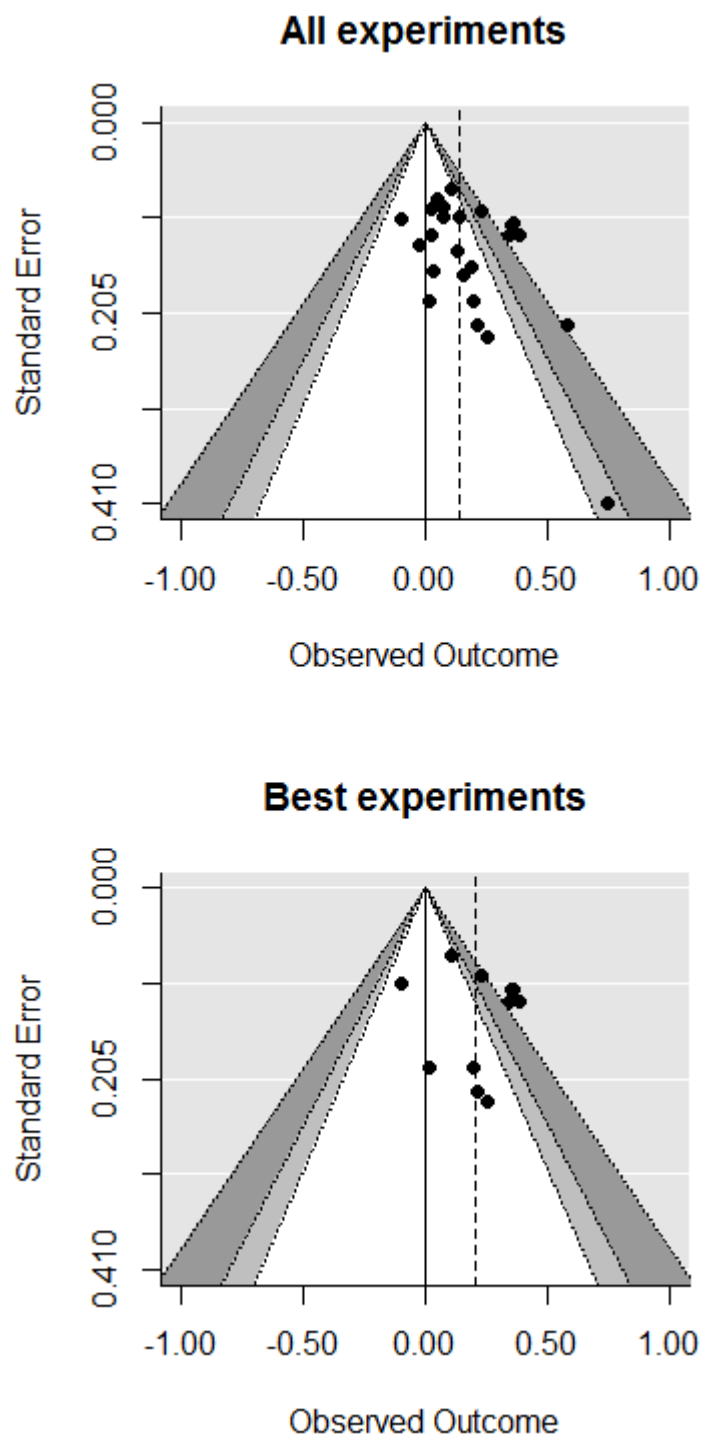 All experiments
0.000
0.205
0.410
Standard Error
-1.00 -0.50 0.00 0.50 1.00
Observed Outcome
Best experiments
0.000
0.205
0.410
Standard Error
-1.00 -0.50 0.00 0.50 1.00
Observed Outcome